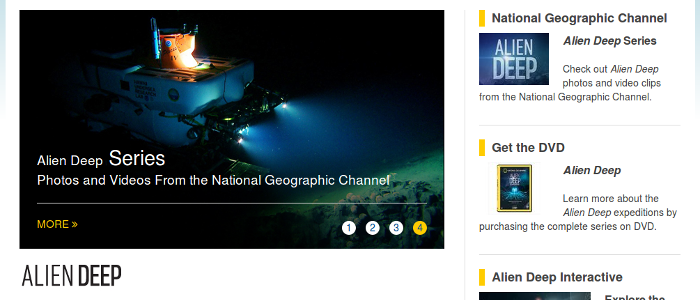 Alien Deep Series
Photos and Videos From the National Geographic Channel
MORE »
1 2 3 4
ALIEN DEEP
National Geographic Channel
ALIEN
DEEP
Alien Deep Series
Check out Alien Deep
photos and video clips
from the National Geographic Channel.
Get the DVD
Alien Deep
Learn more about the
Alien Deep expeditions by
purchasing the complete series on DVD.
Alien Deep Interactive
Explore the